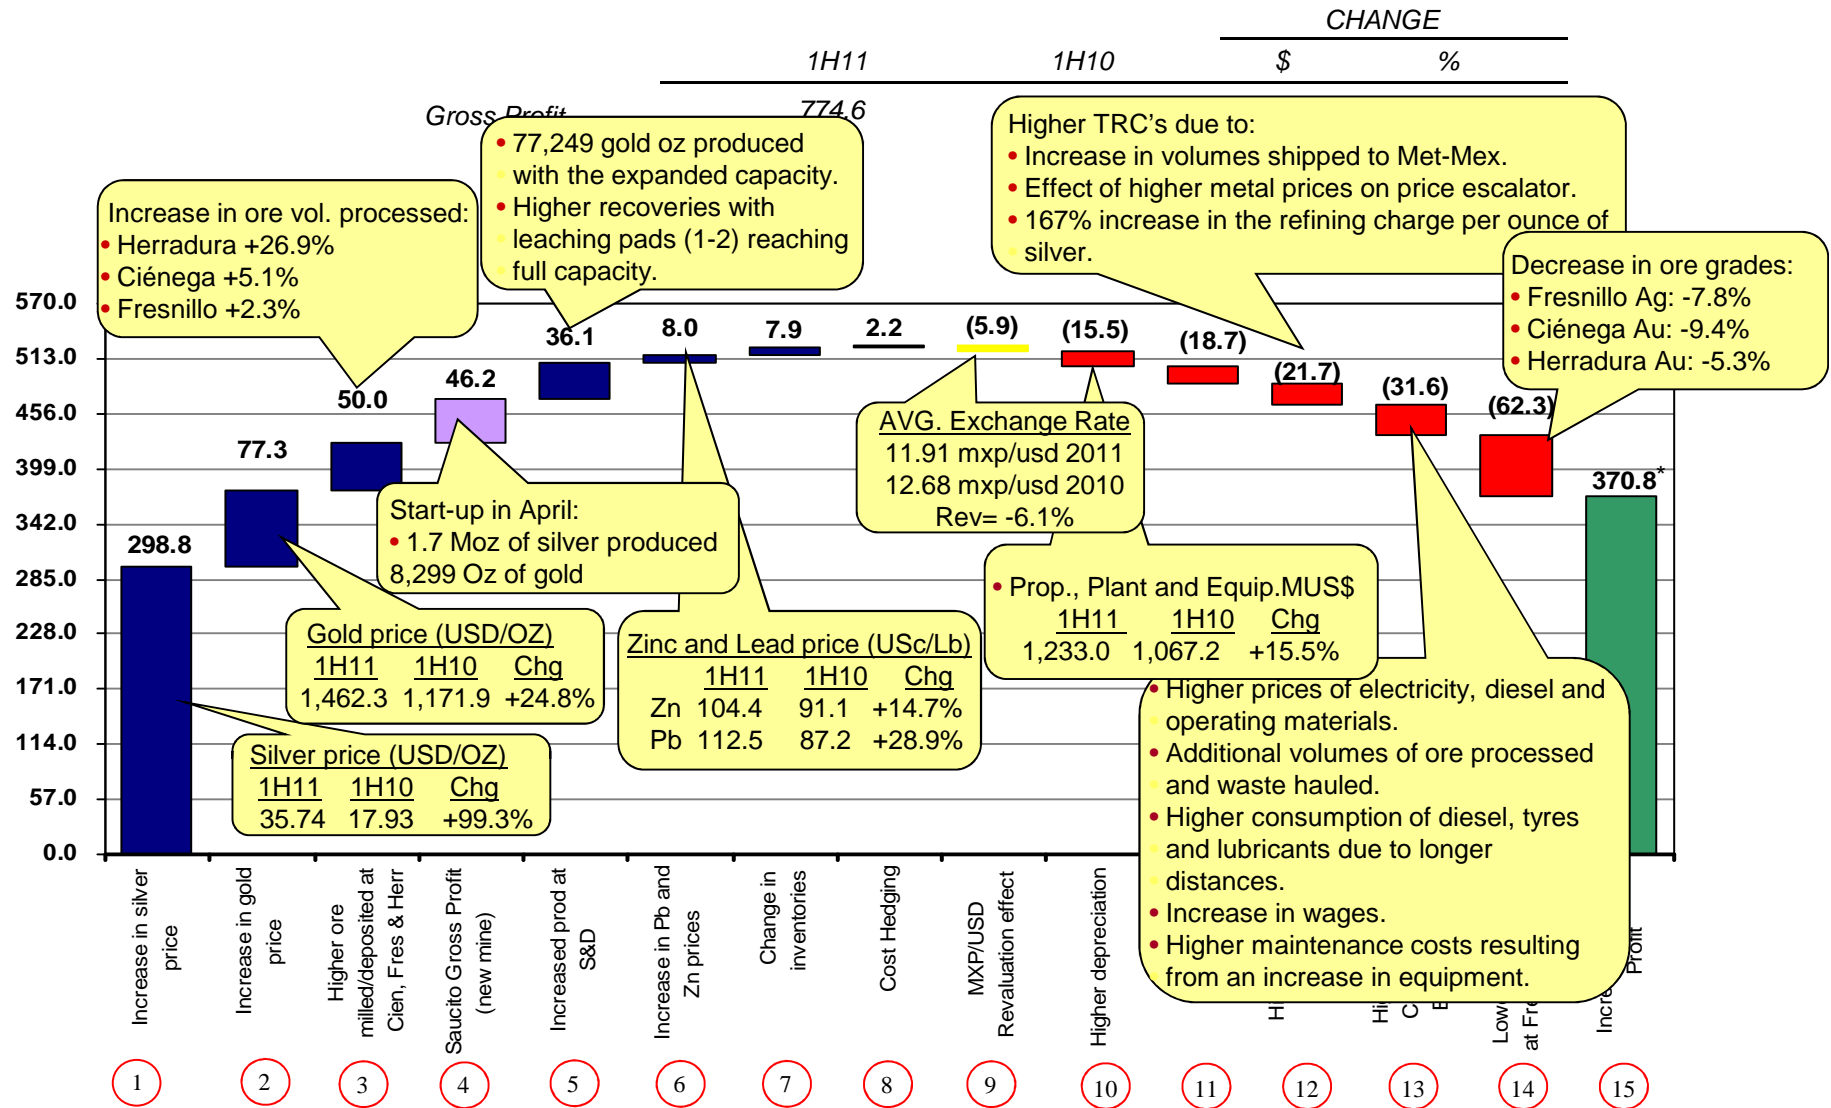 CHANGE
1H11 1H10 $ %
Gross Profit 774.6
• 77,249 gold oz produced
with the expanded capacity.
• Higher recoveries with
leaching pads (1-2) reaching
full capacity.
Higher TRC's due to:
• Increase in volumes shipped to Met-Mex.
• Effect of higher metal prices on price escalator.
• 167% increase in the refining charge per ounce of
silver.
Increase in ore vol. processed:
• Herradura +26.9%
• Ciénega +5.1%
• Fresnillo +2.3%
Decrease in ore grades:
• Fresnillo Ag: -7.8%
• Ciénega Au: -9.4%
• Herradura Au: -5.3%
570.0
513.0
456.0
399.0
342.0
285.0
228.0
171.0
114.0
57.0
0.0
298.8
77.3
50.0
46.2
36.1
8.0
7.9
2.2
(5.9)
(15.5)
(18.7)
(21.7)
(31.6)
(62.3)
370.8*
AVG. Exchange Rate
11.91 mxp/usd 2011
12.68 mxp/usd 2010
Rev= -6.1%
Start-up in April:
• 1.7 Moz of silver produced
8,299 Oz of gold
• Prop., Plant and Equip.MUS$
1H11 1H10 Chg
1,233.0 1,067.2 +15.5%
Gold price (USD/OZ)
1H11 1H10 Chg
1,462.3 1,171.9 +24.8%
Zinc and Lead price (USc/Lb)
1H11 1H10 Chg
Zn 104.4 91.1 +14.7%
Pb 112.5 87.2 +28.9%
Silver price (USD/OZ)
1H11 1H10 Chg
35.74 17.93 +99.3%
• Higher prices of electricity, diesel and
operating materials.
• Additional volumes of ore processed
and waste hauled.
• Higher consumption of diesel, tyres
and lubricants due to longer
distances.
• Increase in wages.
• Higher maintenance costs resulting
from an increase in equipment.
Increase in silver
price
Increase in gold
price
Higher ore
milled/deposited at
Cien, Fres & Herr
Saucito Gross Profit
(new mine)
Increased prod at
S&D
Increase in Pb and
Zn prices
Change in
inventories
Cost Hedging
MXP/USD
Revaluation effect
Higher depreciation
at
Profit
1
2
3
4
5
6
7
8
9
10
11
12
13
14
15